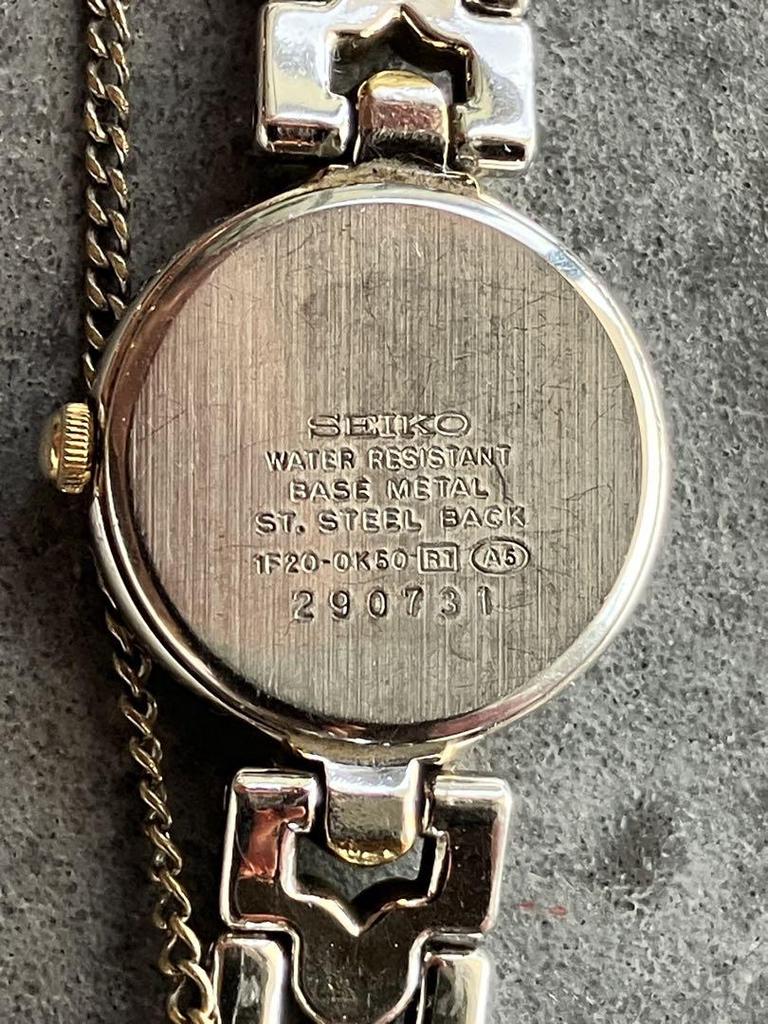 SEIKO
WATER RESISTANT
BASE METAL
ST. STEEL BACK
1F20-0K50 R1 A5
290731